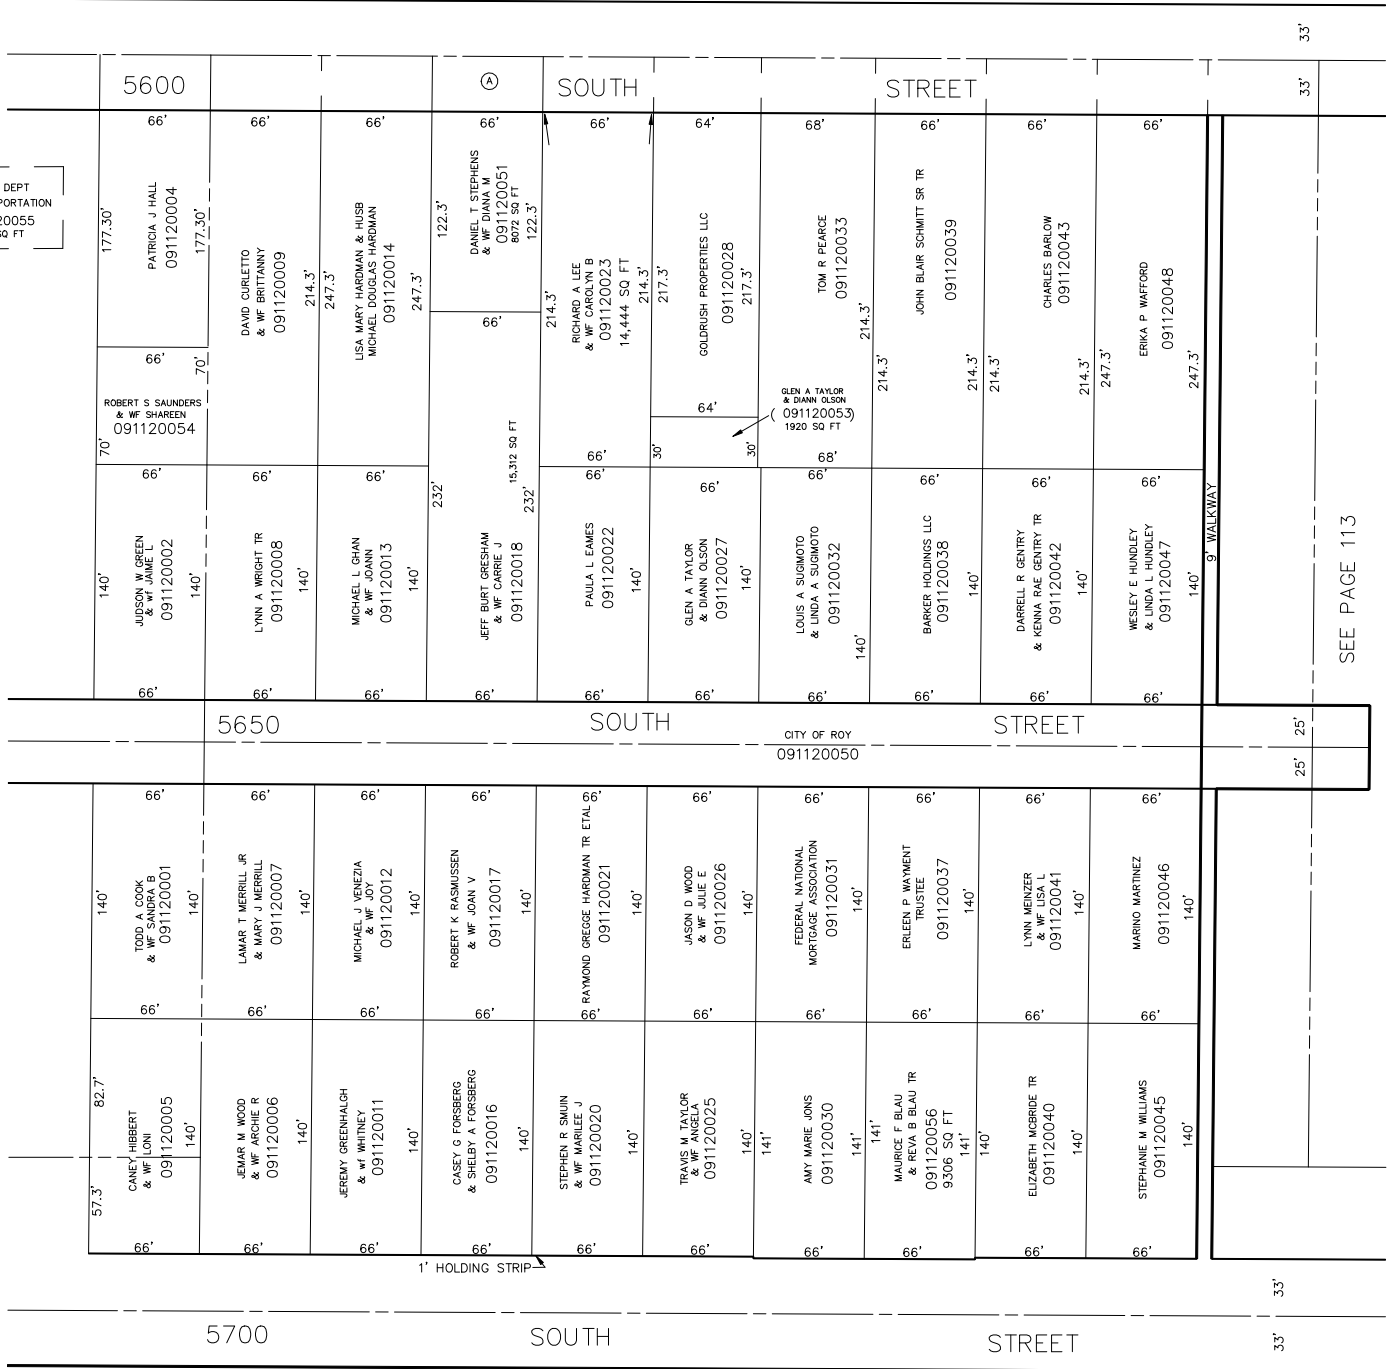 33'
5600
A
SOUTH
STREET
33'
66'
66'
66'
66'
66'
64'
68'
66'
66'
66'
DEPT
PORTATION
20055
SQ FT
177.30'
PATRICIA J HALL
091120004
177.30'
DAVID CURLETTO
& WF BRITTANNY
091120009
214.3'
247.3'
LISA MARY HARDMAN & HUSB
MICHAEL DOUGLAS HARDMAN
091120014
247.3'
122.3'
DANIEL T STEPHENS
& WF DIANA M
091120051
8072 SQ FT
122.3'
66'
214.3'
RICHARD A LEE
& WF CAROLYN B
091120023
14,444 SQ FT
214.3'
66'
217.3'
GOLDRUSH PROPERTIES LLC
091120028
217.3'
64'
TOM R PEARCE
091120033
214.3'
68'
214.3'
JOHN BLAIR SCHMITT SR TR
091120039
214.3'
214.3'
CHARLES BARLOW
091120043
214.3'
247.3'
ERIKA P WAFFORD
091120048
247.3'
66'
70'
ROBERT S SAUNDERS
& WF SHAREEN
091120054
70'
GLEN A TAYLOR
& DIANN OLSON
( 091120053)
1920 SQ FT
30'
30'
66'
66'
66'
66'
66'
66'
66'
66'
66'
140'
JUDSON W GREEN
& wf JAIME L
091120002
140'
LYNN A WRIGHT TR
091120008
140'
MICHAEL L GHAN
& WF JOANN
091120013
140'
232'
JEFF BURT GRESHAM
& WF CARRIE J
091120018
15,312 SQ FT
232'
PAULA L EAMES
091120022
140'
GLEN A TAYLOR
& DIANN OLSON
091120027
140'
LOUIS A SUGIMOTO
& LINDA A SUGIMOTO
091120032
140'
BARKER HOLDINGS LLC
091120038
140'
DARRELL R GENTRY
& KENNA RAE GENTRY TR
091120042
140'
WESLEY E HUNDLEY
& LINDA L HUNDLEY
091120047
140'
9' WALKWAY
SEE PAGE 113
66'
66'
66'
66'
66'
66'
66'
66'
66'
66'
5650
SOUTH
STREET
CITY OF ROY
091120050
25'
25'
66'
66'
66'
66'
66'
66'
66'
66'
66'
66'
140'
TODD A COOK
& WF SANDRA B
091120001
140'
LAMAR T MERRILL JR
& MARY J MERRILL
091120007
140'
MICHAEL J VENEZIA
& WF JOY
091120012
140'
ROBERT K RASMUSSEN
& WF JOAN V
091120017
140'
RAYMOND GREGGE HARDMAN TR ETAL
091120021
140'
JASON D WOOD
& WF JULIE E
091120026
140'
FEDERAL NATIONAL
MORTGAGE ASSOCIATION
091120031
140'
ERLEEN P WAYMENT
TRUSTEE
091120037
140'
LYNN MEINZER
& WF LISA L
091120041
140'
MARINO MARTINEZ
091120046
140'
66'
66'
66'
66'
66'
66'
66'
66'
66'
66'
82.7'
57.3'
CANEY HIBBERT
& WF LONI
091120005
140'
JEMAR M WOOD
& WF ARCHIE R
091120006
140'
JEREMY GREENHALGH
& wf WHITNEY
091120011
140'
CASEY G FORSBERG
& SHELBY A FORSBERG
091120016
140'
STEPHEN R SMUIN
& WF MARILEE J
091120020
140'
TRAVIS M TAYLOR
& WF ANGELA
091120025
140'
141'
AMY MARIE JONS
091120030
141'
141'
MAURICE F BLAU
& REVA B BLAU TR
091120056
9306 SQ FT
141'
140'
ELIZABETH MCBRIDE TR
091120040
140'
STEPHANIE M WILLIAMS
091120045
140'
66'
66'
66'
66'
66'
66'
66'
66'
66'
66'
1' HOLDING STRIP
33'
5700
SOUTH
STREET
33'